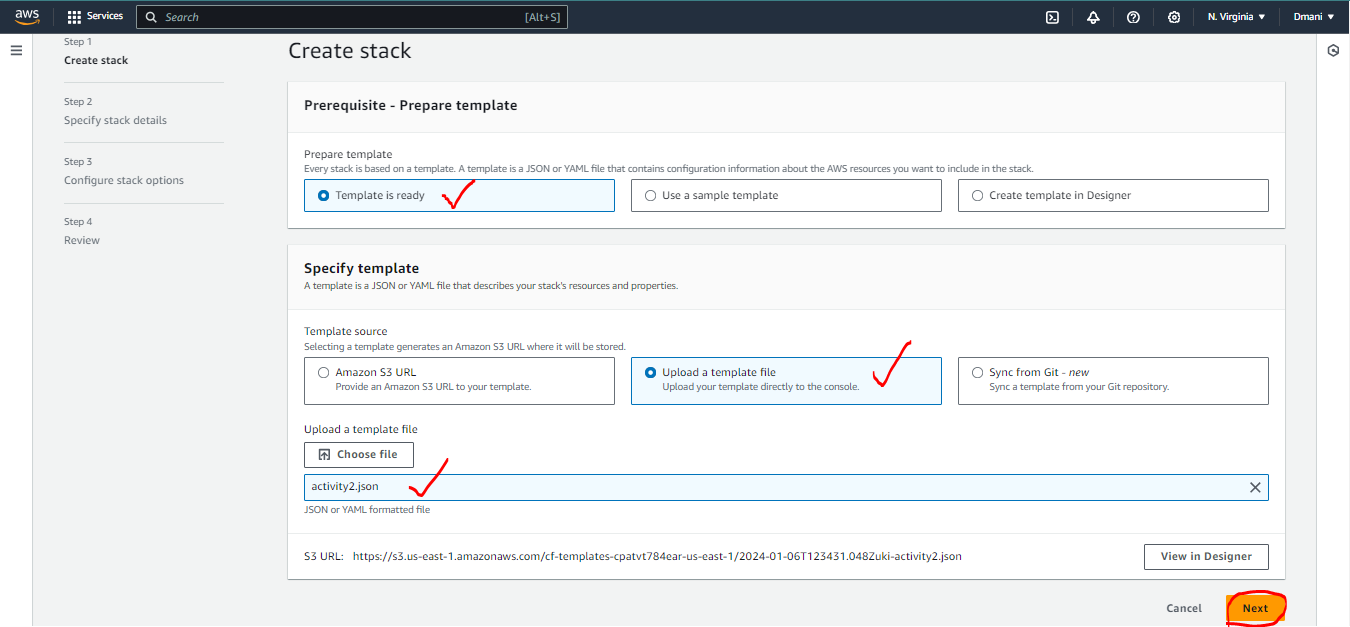 aws
Services
Search
[Alt+S]
N. Virginia
Dmani
Step 1
Create stack
Step 2
Specify stack details
Step 3
Configure stack options
Step 4
Review
Create stack
Prerequisite - Prepare template
Prepare template
Every stack is based on a template. A template is a JSON or YAML file that contains configuration information about the AWS resources you want to include in the stack.
Template is ready
Use a sample template
Create template in Designer
Specify template
A template is a JSON or YAML file that describes your stack's resources and properties.
Template source
Selecting a template generates an Amazon S3 URL where it will be stored.
Amazon S3 URL
Provide an Amazon S3 URL to your template.
Upload a template file
Upload your template directly to the console.
Sync from Git - new
Sync a template from your Git repository.
Upload a template file
Choose file
activity2.json
JSON or YAML formatted file
S3 URL: https://s3.us-east-1.amazonaws.com/cf-templates-cpatvt784ear-us-east-1/2024-01-06T123431.048Zuki-activity2.json
View in Designer
Cancel
Next